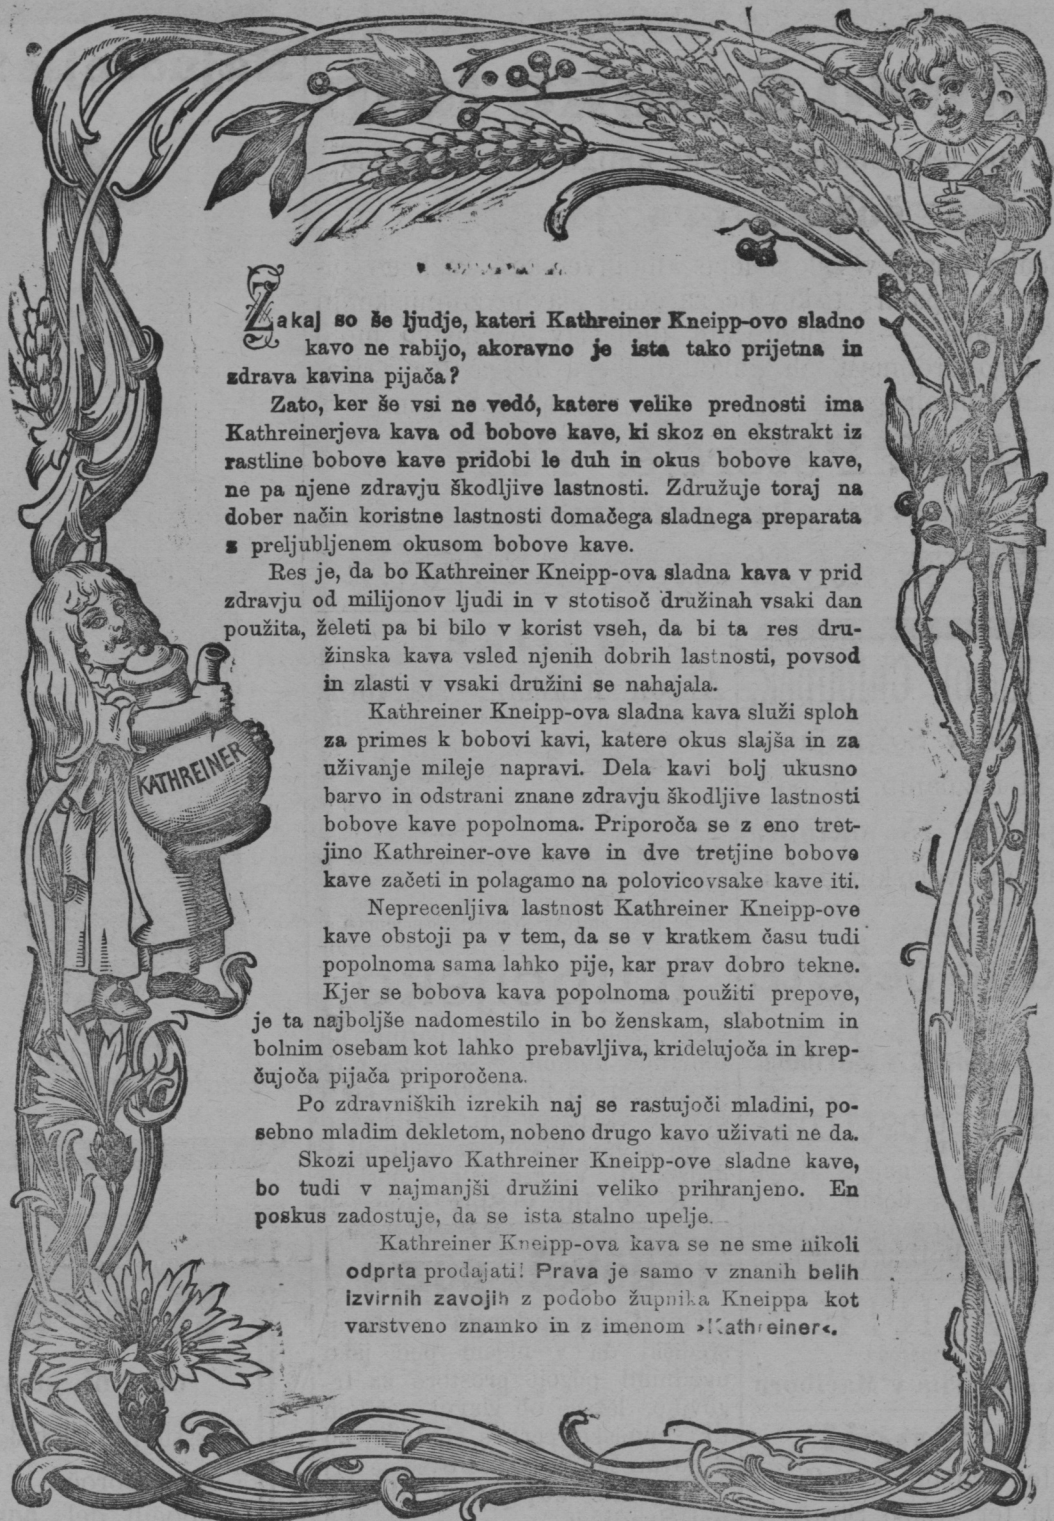 Zakaj so še ljudje, kateri Kathreiner Kneipp-ovo sladno
kavo ne rabijo, akoravno je ista tako prijetna in
zdrava kavina pijača?
Zato, ker še vsi ne vedó, katere velike prednosti ima
Kathreinerjeva kava od bobove kave, ki skoz en ekstrakt iz
rastline bobove kave pridobi le duh in okus bobove kave,
ne pa njene zdravju škodljive lastnosti. Združuje toraj na
dober način koristne lastnosti domačega sladnega preparata
z preljubljenem okusom bobove kave.
Res je, da bo Kathreiner Kneipp-ova sladna kava v prid
zdravju od milijonov ljudi in v stotisoč družinah vsaki dan
použita, želeti pa bi bilo v korist vseh, da bi ta res dru-
žinska kava vsled njenih dobrih lastnosti, povsod
in zlasti v vsaki družini se nahajala.
Kathreiner Kneipp-ova sladna kava služi sploh
za primes k bobovi kavi, katere okus slajša in za
uživanje mileje napravi. Dela kavi bolj ukusno
barvo in odstrani znane zdravju škodljive lastnosti
bobove kave popolnoma. Priporoča se z eno tret-
jino Kathreiner-ove kave in dve tretjine bobove
kave začeti in polagamo na polovicovsake kave iti.
KATHREINER
Neprecenljiva lastnost Kathreiner Kneipp-ove
kave obstoji pa v tem, da se v kratkem času tudi
popolnoma sama lahko pije, kar prav dobro tekne.
Kjer se bobova kava popolnoma použiti prepove,
je ta najboljše nadomestilo in bo ženskam, slabotnim in
bolnim osebam kot lahko prebavljiva, kridelujoča in krep-
čujoča pijača priporočena.
Po zdravniških izrekih naj se rastujoči mladini, po-
sebno mladim dekletom, nobeno drugo kavo uživati ne da.
Skozi upeljavo Kathreiner Kneipp-ove sladne kave,
bo tudi v najmanjši družini veliko prihranjeno. En
poskus zadostuje, da se ista stalno upelje.
Kathreiner Kneipp-ova kava se ne sme nikoli
odprta prodajati! Prava je samo v znanih belih
izvirnih zavojih z podobo župnika Kneippa kot
varstveno znamko in z imenom »Kathreiner«.